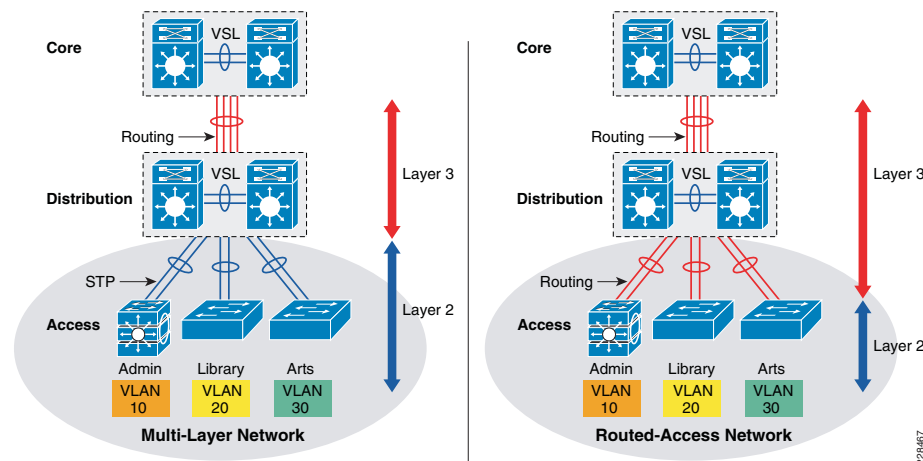 Core
VSL
Routing
Layer 3
VSL
Distribution
STP
Layer 2
Access
Admin
Library
Arts
VLAN
10
VLAN
20
VLAN
30
Multi-Layer Network
Core
VSL
Routing
Layer 3
VSL
Distribution
Routing
Access
Layer 2
Admin
Library
Arts
VLAN
10
VLAN
20
VLAN
30
Routed-Access Network
228467